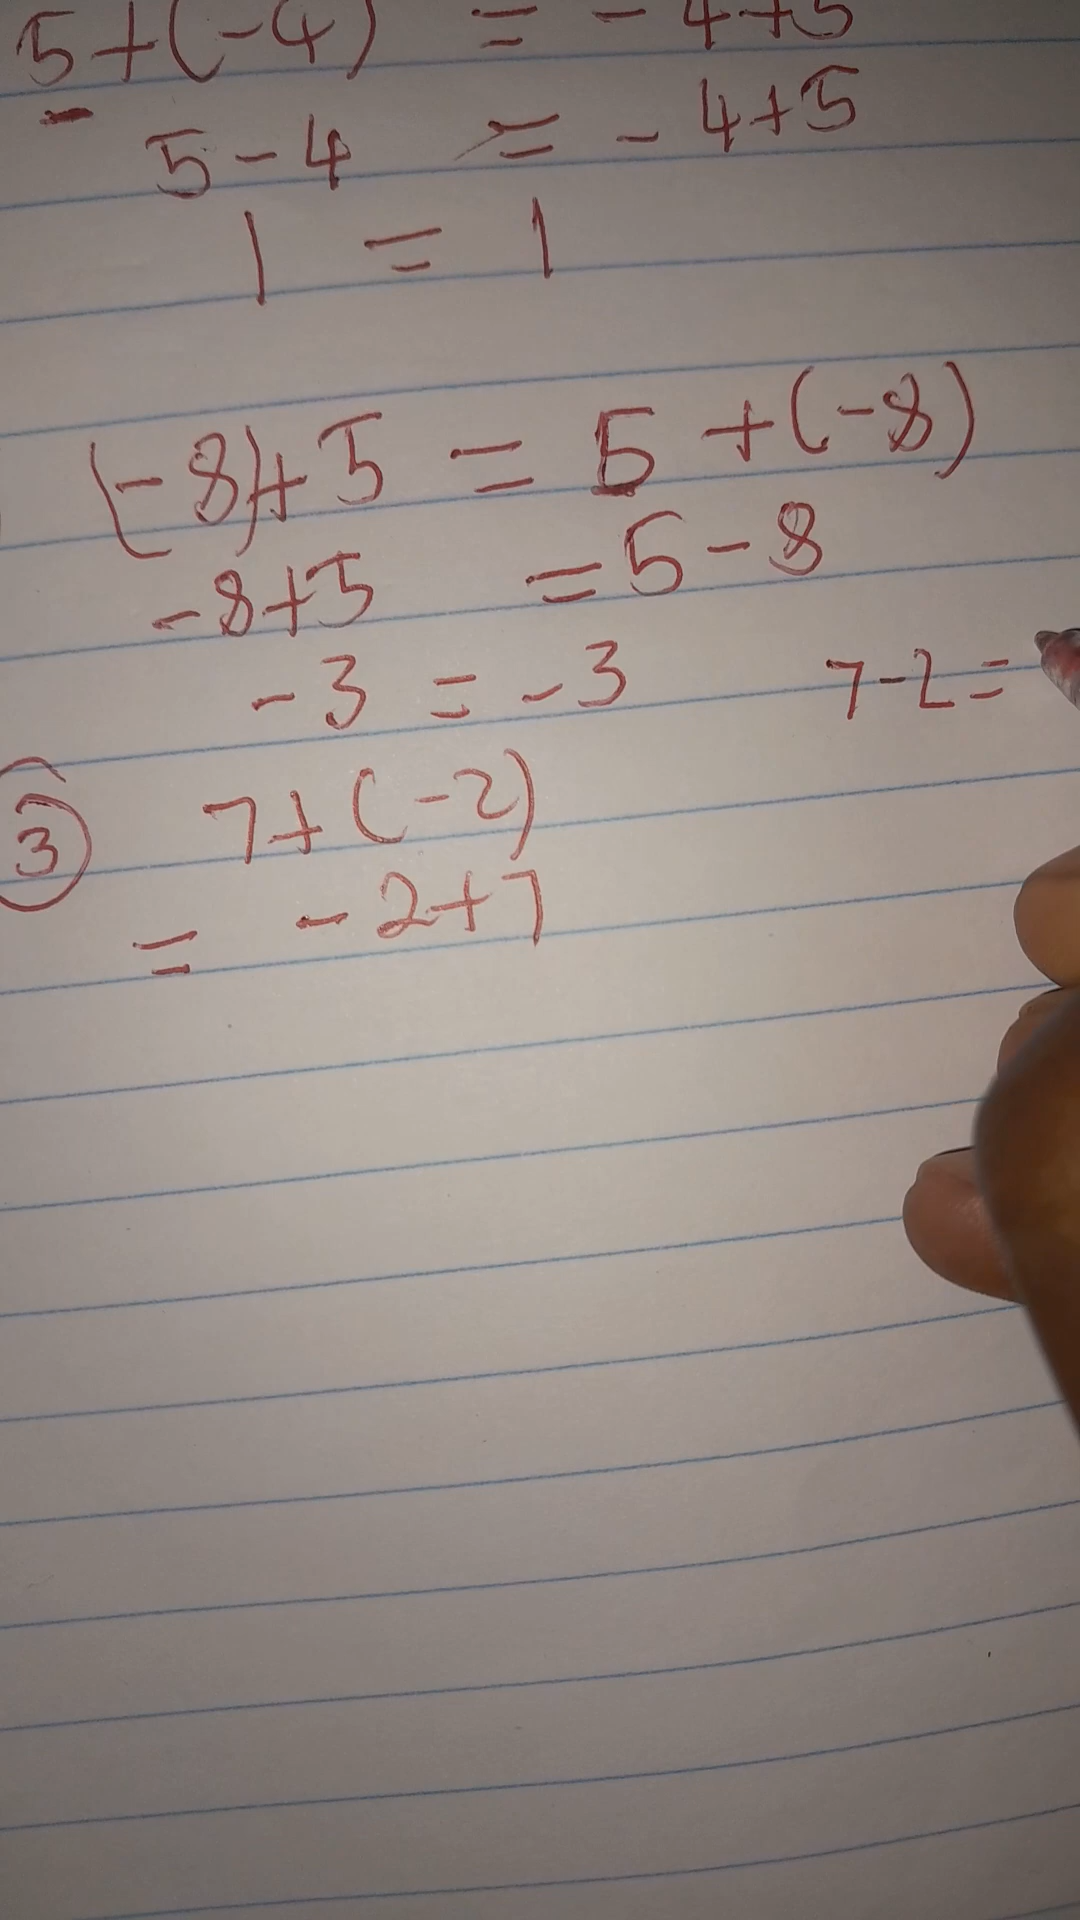 5+(-4) = -4+5
5-4 = -4+5
1 = 1
(-8)+5 = 5+(-8)
-8+5 = 5-8
-3 = -3
7-2=
3 7+(-2)
= -2+7